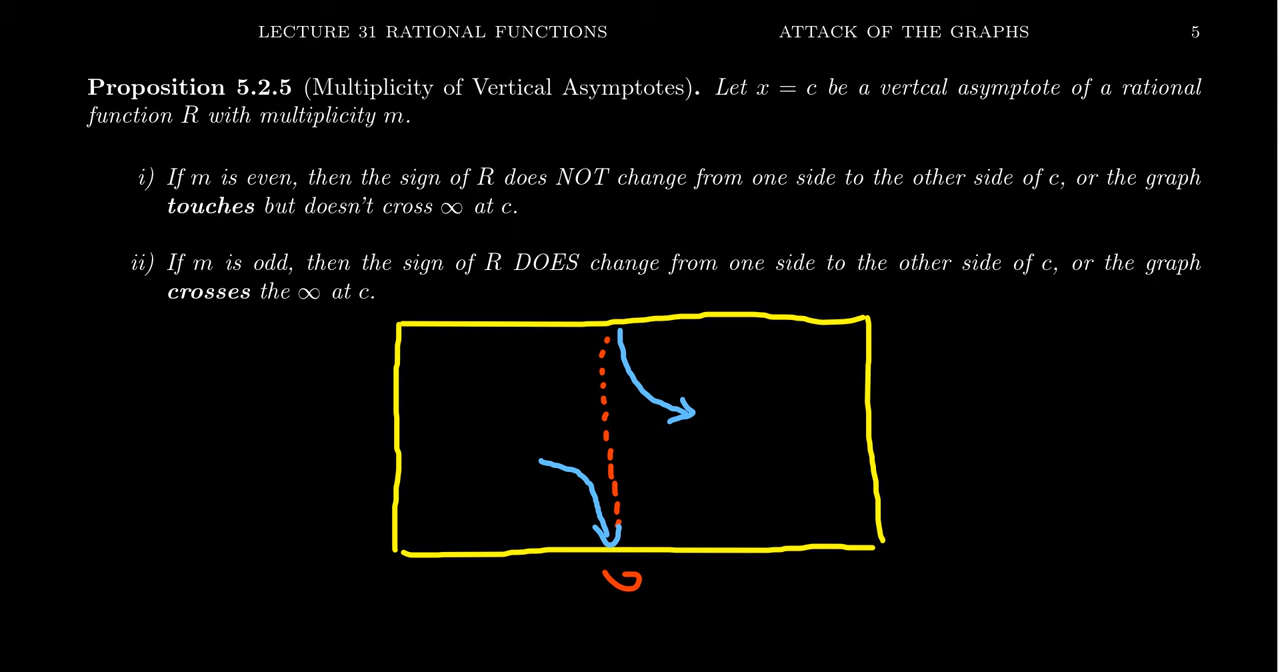 LECTURE 31 RATIONAL FUNCTIONS ATTACK OF THE GRAPHS 5
Proposition 5.2.5 (Multiplicity of Vertical Asymptotes). Let x = c be a vertcal asymptote of a rational
function R with multiplicity m.
i) If m is even, then the sign of R does NOT change from one side to the other side of c, or the graph
touches but doesn't cross ∞ at c.
ii) If m is odd, then the sign of R DOES change from one side to the other side of c, or the graph
crosses the ∞ at c.